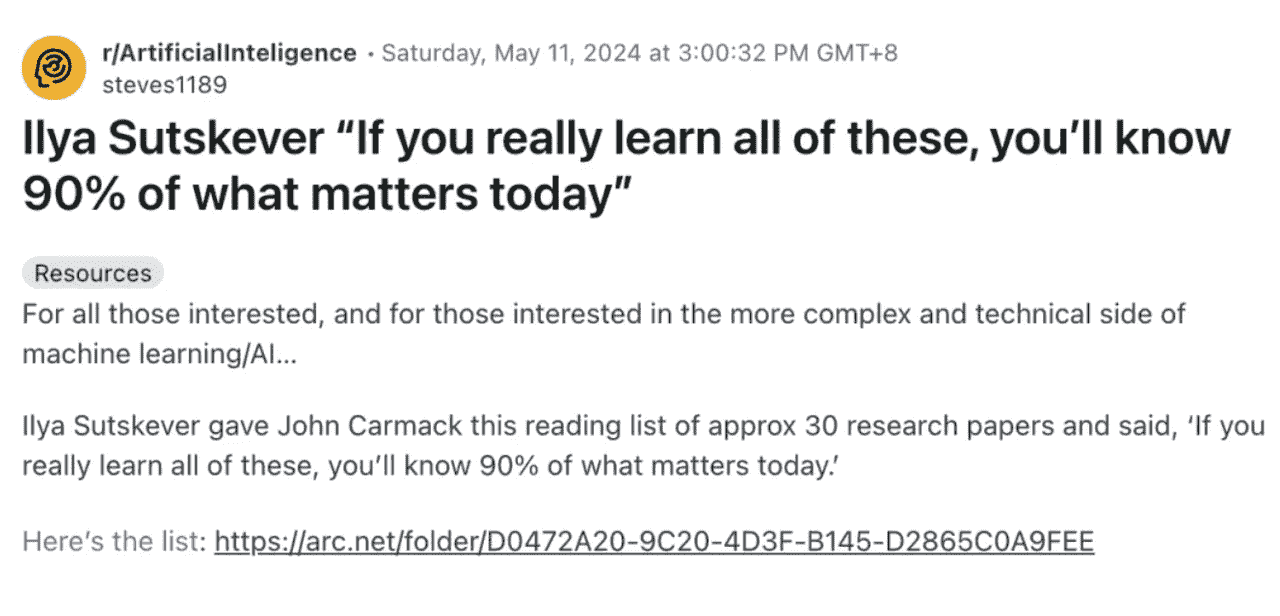 r/ArtificialInteligence • Saturday, May 11, 2024 at 3:00:32 PM GMT+8
steves1189
Ilya Sutskever “If you really learn all of these, you’ll know
90% of what matters today”
Resources
For all those interested, and for those interested in the more complex and technical side of
machine learning/AI...
Ilya Sutskever gave John Carmack this reading list of approx 30 research papers and said, ‘If you
really learn all of these, you’ll know 90% of what matters today.’
Here’s the list: https://arc.net/folder/D0472A20-9C20-4D3F-B145-D2865C0A9FEE